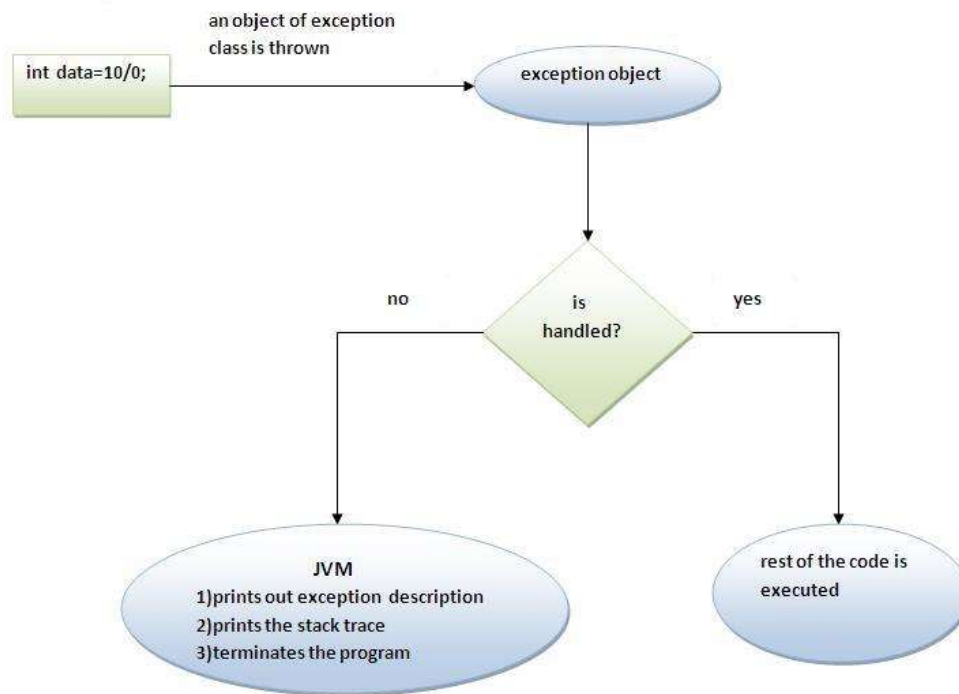 an object of exception
class is thrown
int data=10/0;
exception object
no
is
handled?
yes
JVM
1)prints out exception description
2)prints the stack trace
3)terminates the program
rest of the code is
executed